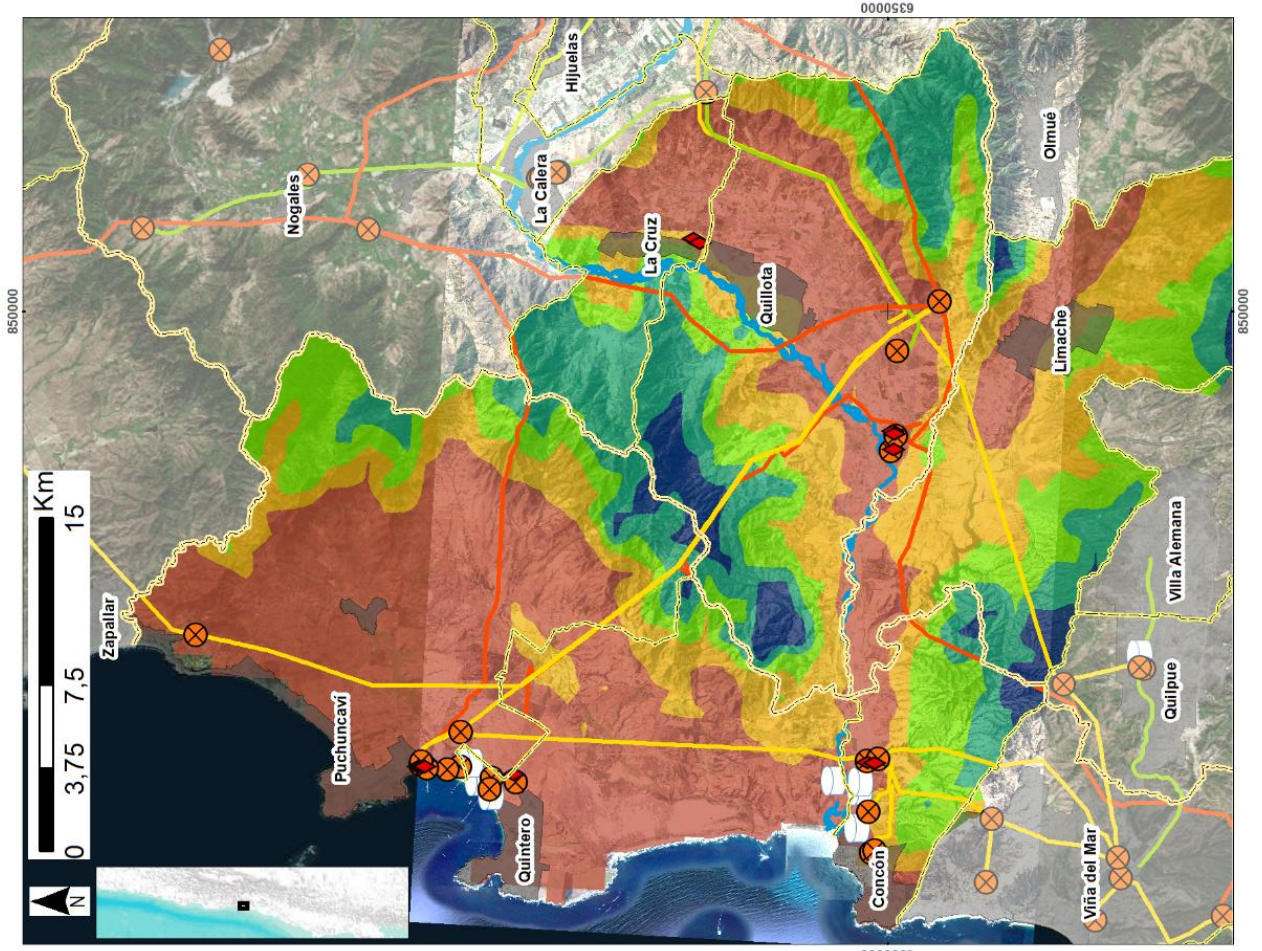 6350000
850000
Hijuelas
Nogales
La Calera
Olmué
La Cruz
Quillota
Limache
850000
Km
0 3,75 7,5 15
Zapallar
Puchuncaví
Villa Alemana
Quilpue
Quintero
Concón
Viña del Mar
N